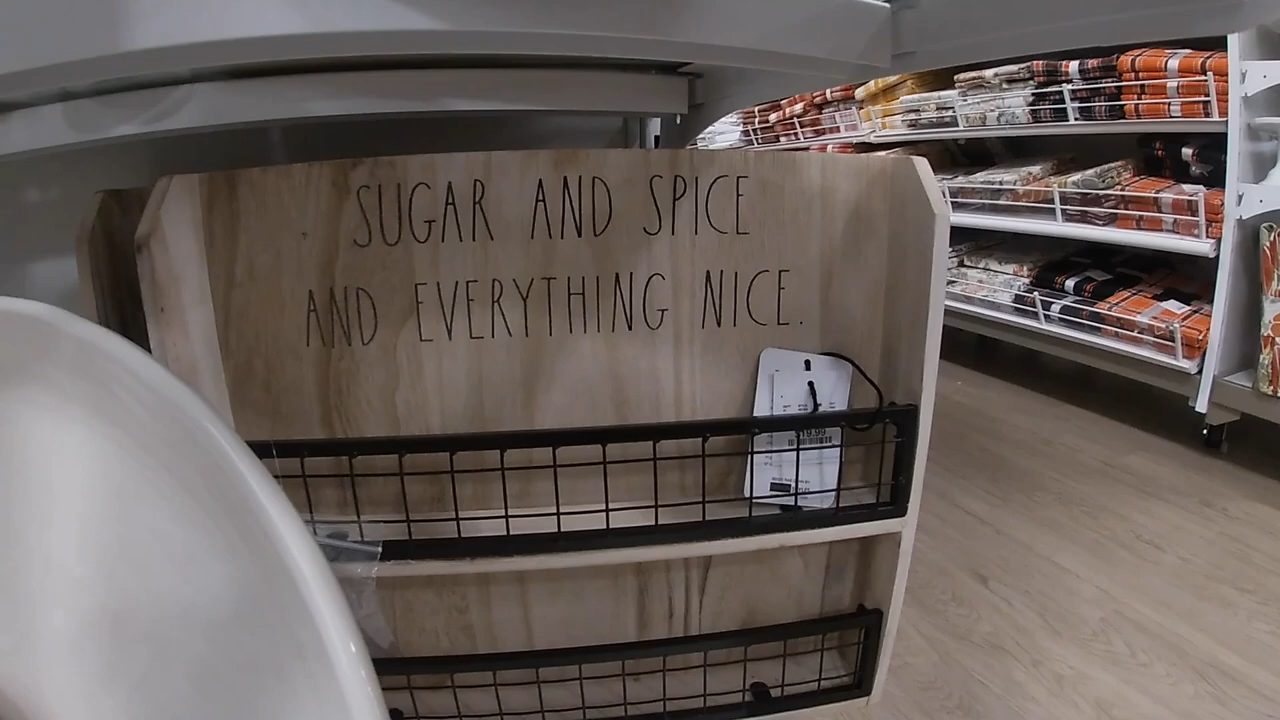 SUGAR AND SPICE
AND EVERYTHING NICE.
$19.99